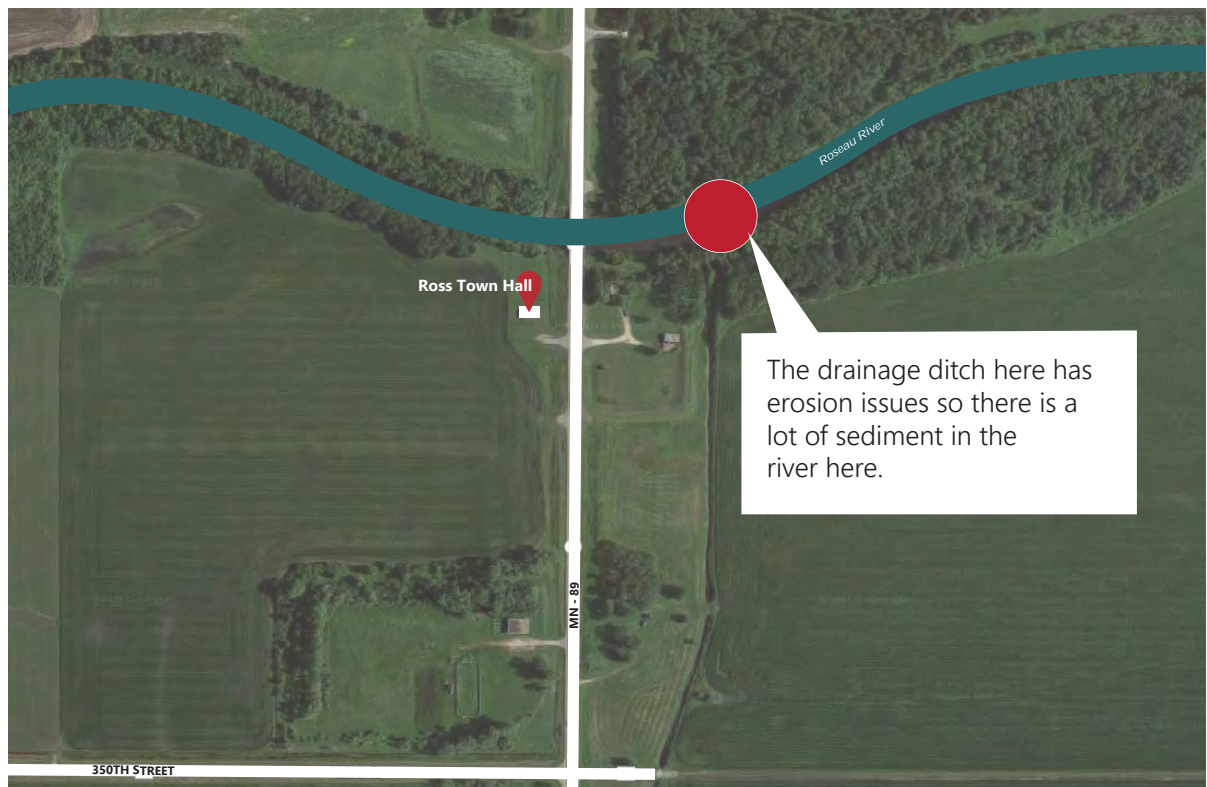 Roseau River
Ross Town Hall
The drainage ditch here has
erosion issues so there is a
lot of sediment in the
river here.
MN - 89
350TH STREET